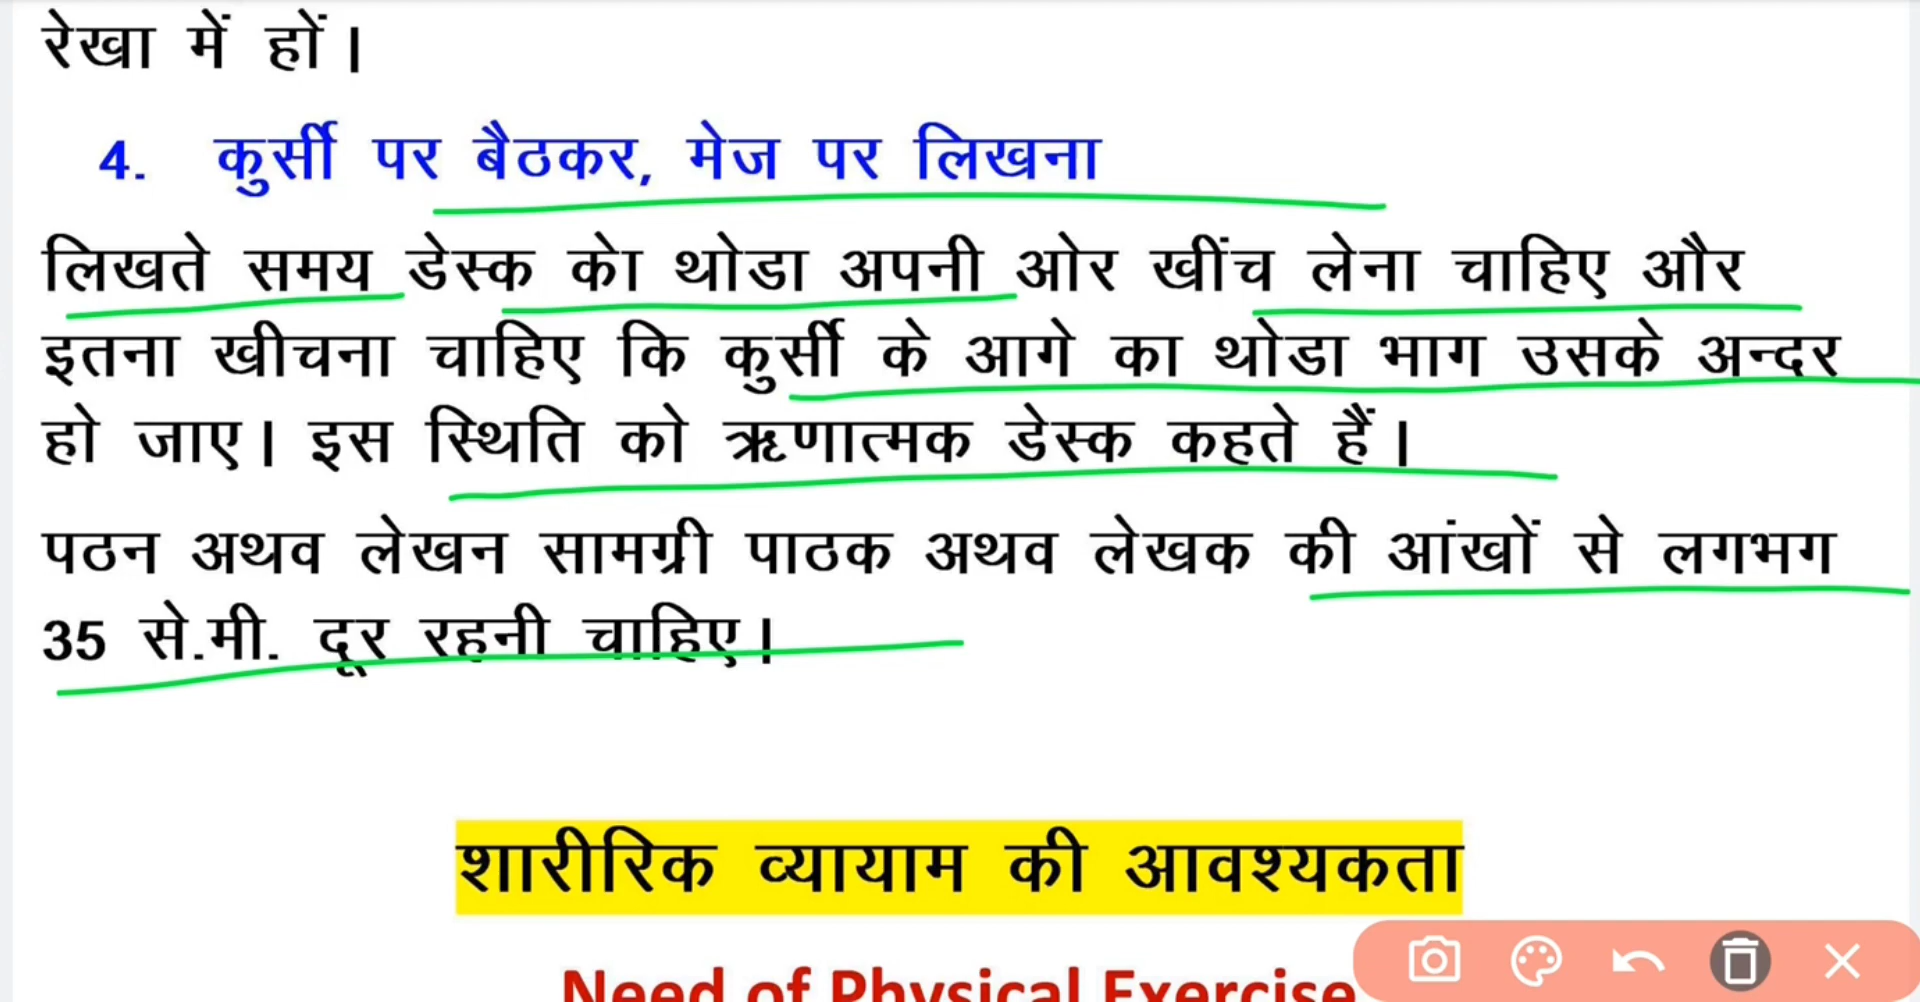 रेखा में हों।
4. कुर्सी पर बैठकर, मेज पर लिखना
लिखते समय डेस्क केा थोडा अपनी ओर खींच लेना चाहिए और
इतना खीचना चाहिए कि कुर्सी के आगे का थोडा भाग उसके अन्दर
हो जाए। इस स्थिति को ऋणात्मक डेस्क कहते हैं।
पठन अथव लेखन सामग्री पाठक अथव लेखक की आंखों से लगभग
35 से.मी. दूर रहनी चाहिए।
शारीरिक व्यायाम की आवश्यकता
Need of Physical Exercise